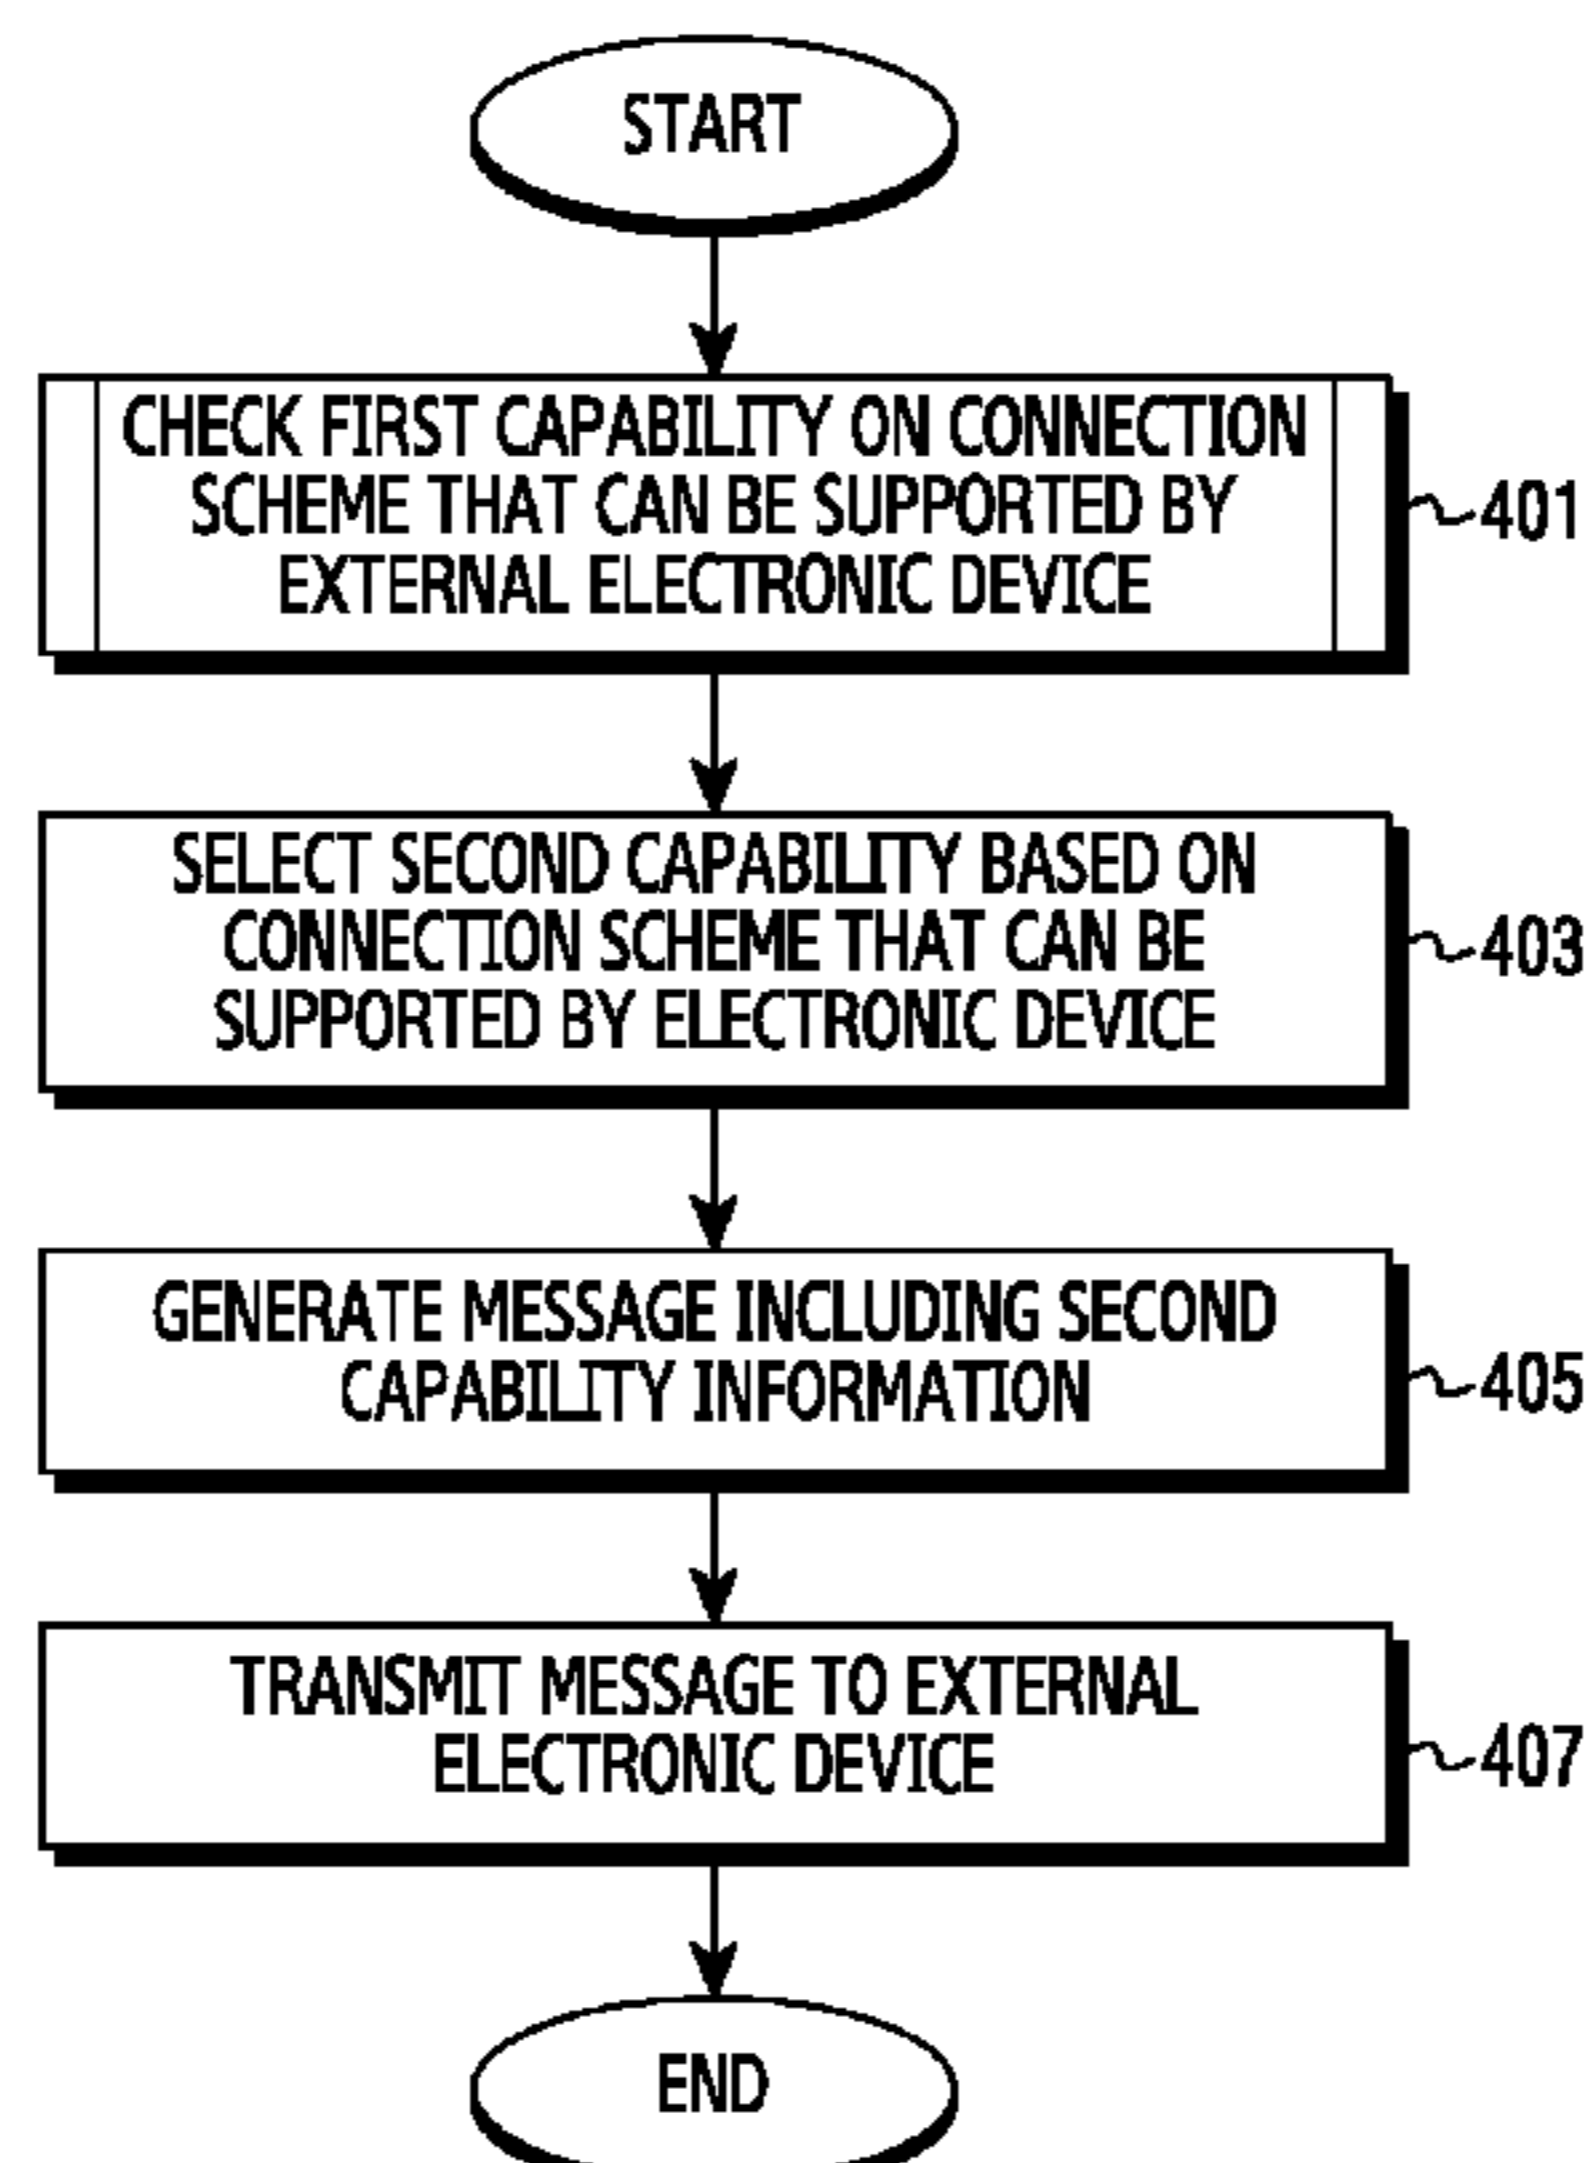 START
CHECK FIRST CAPABILITY ON CONNECTION
SCHEME THAT CAN BE SUPPORTED BY
EXTERNAL ELECTRONIC DEVICE
401
SELECT SECOND CAPABILITY BASED ON
CONNECTION SCHEME THAT CAN BE
SUPPORTED BY ELECTRONIC DEVICE
403
GENERATE MESSAGE INCLUDING SECOND
CAPABILITY INFORMATION
405
TRANSMIT MESSAGE TO EXTERNAL
ELECTRONIC DEVICE
407
END